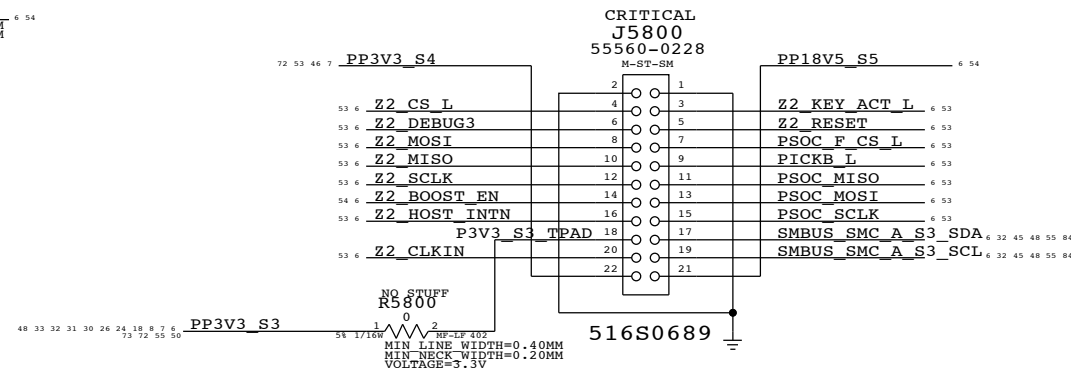 6 54
CRITICAL
J5800
55560-0228
M-ST-SM
72 53 46 7 PP3V3_S4
PP18V5_S5 6 54
2 1
53 6 Z2_CS_L 4 3 Z2_KEY_ACT_L 6 53
53 6 Z2_DEBUG3 6 5 Z2_RESET 6 53
53 6 Z2_MOSI 8 7 PSOC_F_CS_L 6 53
53 6 Z2_MISO 10 9 PICKB_L 6 53
53 6 Z2_SCLK 12 11 PSOC_MISO 6 53
54 6 Z2_BOOST_EN 14 13 PSOC_MOSI 6 53
53 6 Z2_HOST_INTN 16 15 PSOC_SCLK 6 53
P3V3_S3_TPAD 18 17 SMBUS_SMC_A_S3_SDA 6 32 45 48 55 84
53 6 Z2_CLKIN 20 19 SMBUS_SMC_A_S3_SCL 6 32 45 48 55 84
22 21
NO STUFF
R5800
0
48 33 32 31 30 26 24 18 8 7 6 PP3V3_S3 1 2
73 72 55 50
5% 1/16W MF-LF 402
516S0689
MIN_LINE_WIDTH=0.40MM
MIN_NECK_WIDTH=0.20MM
VOLTAGE=3.3V